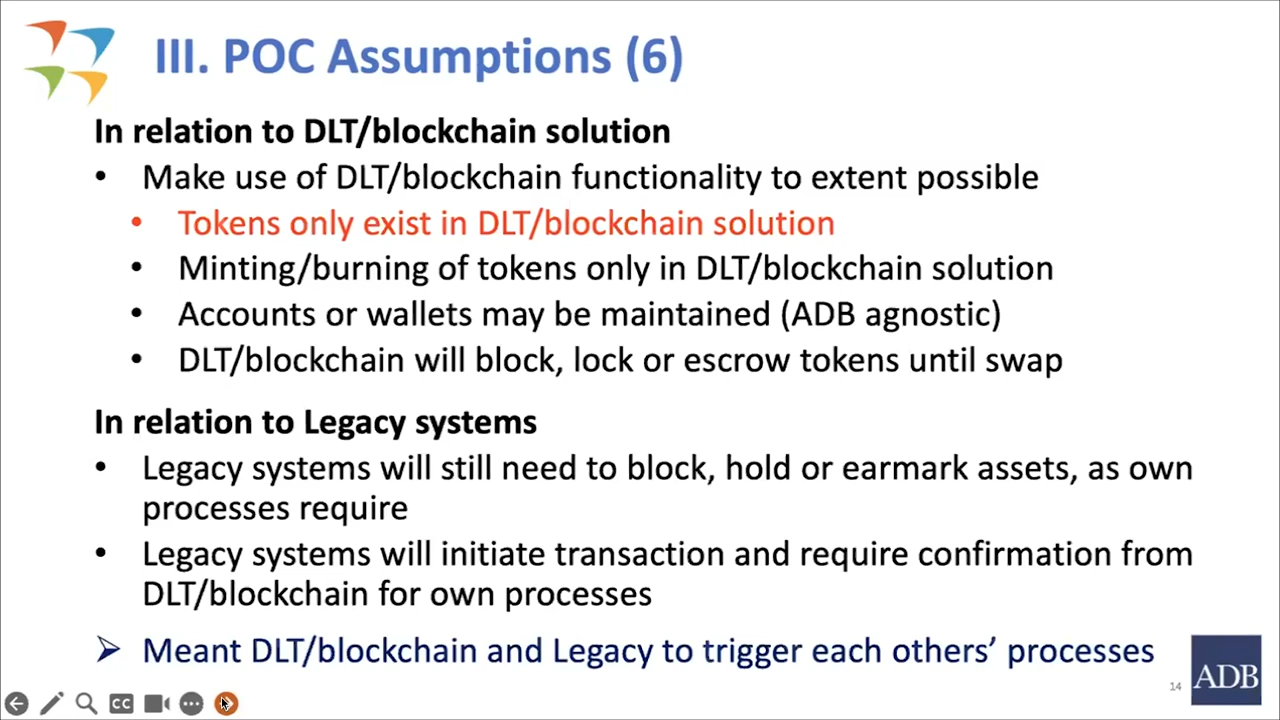 III. POC Assumptions (6)
In relation to DLT/blockchain solution
• Make use of DLT/blockchain functionality to extent possible
• Tokens only exist in DLT/blockchain solution
• Minting/burning of tokens only in DLT/blockchain solution
• Accounts or wallets may be maintained (ADB agnostic)
• DLT/blockchain will block, lock or escrow tokens until swap
In relation to Legacy systems
• Legacy systems will still need to block, hold or earmark assets, as own
processes require
• Legacy systems will initiate transaction and require confirmation from
DLT/blockchain for own processes
➢ Meant DLT/blockchain and Legacy to trigger each others’ processes
14
ADB
CC